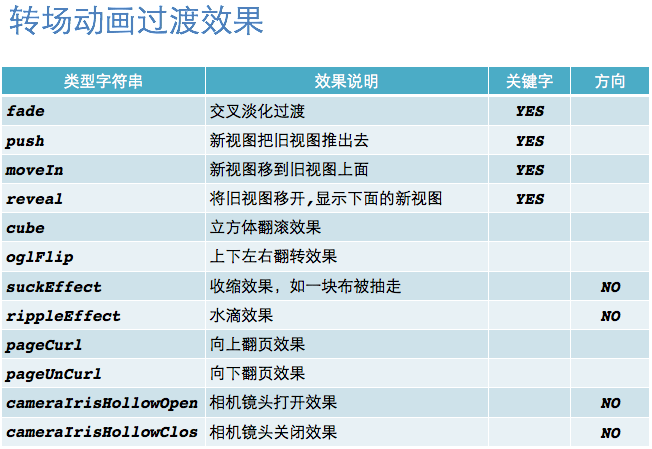 转场动画过渡效果
类型字符串 效果说明 关键字 方向
fade 交叉淡化过渡 YES
push 新视图把旧视图推出去 YES
moveIn 新视图移到旧视图上面 YES
reveal 将旧视图移开,显示下面的新视图 YES
cube 立方体翻滚效果
oglFlip 上下左右翻转效果
suckEffect 收缩效果，如一块布被抽走 NO
rippleEffect 水滴效果 NO
pageCurl 向上翻页效果
pageUnCurl 向下翻页效果
cameraIrisHollowOpen 相机镜头打开效果 NO
cameraIrisHollowClos 相机镜头关闭效果 NO